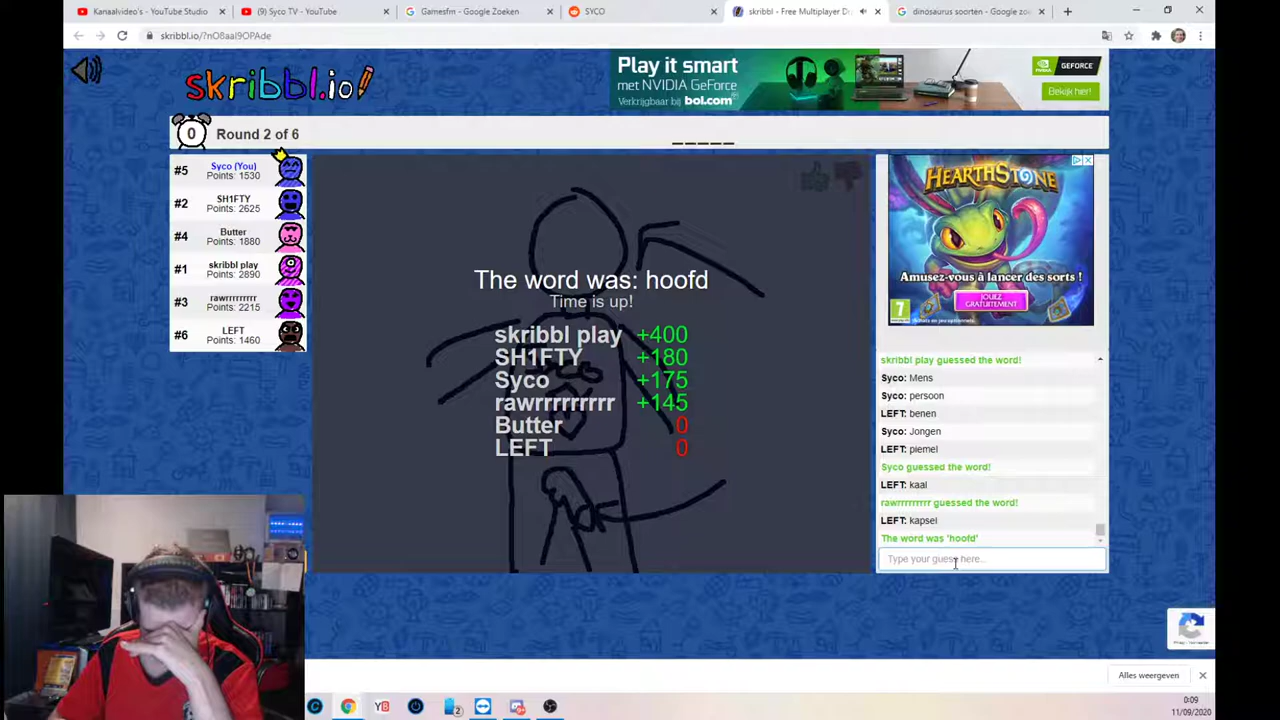 Kanaalvideo's - YouTube Studio
(9) Syco TV - YouTube
Gamesfm - Google Zoeken
SYCO
skribbl - Free Multiplayer D
dinosaurus soorten - Google zo
skribbl.io/?nO8aal9OPAde
skribbl.io
Play it smart
met NVIDIA GeForce
Verkrijgbaar bij bol.com
NVIDIA
GEFORCE
Bekijk hier!
0
Round 2 of 6
_ _ _ _ _
#5
Syco (You)
Points: 1530
#2
SH1FTY
Points: 2625
#4
Butter
Points: 1880
#1
skribbl play
Points: 2890
#3
rawrrrrrrrrr
Points: 2215
#6
LEFT
Points: 1460
The word was: hoofd
Time is up!
skribbl play +400
SH1FTY +180
Syco +175
rawrrrrrrrrr +145
Butter 0
LEFT 0
HEARTHSTONE
Amusez-vous à lancer des sorts !
7
JOUEZ
GRATUITEMENT
skribbl play guessed the word!
Syco: Mens
Syco: persoon
LEFT: benen
Syco: Jongen
LEFT: piemel
Syco guessed the word!
LEFT: kaal
rawrrrrrrrrr guessed the word!
LEFT: kapsel
The word was 'hoofd'
Type your guess here...
Alles weergeven
2
0:09
11/09/2020